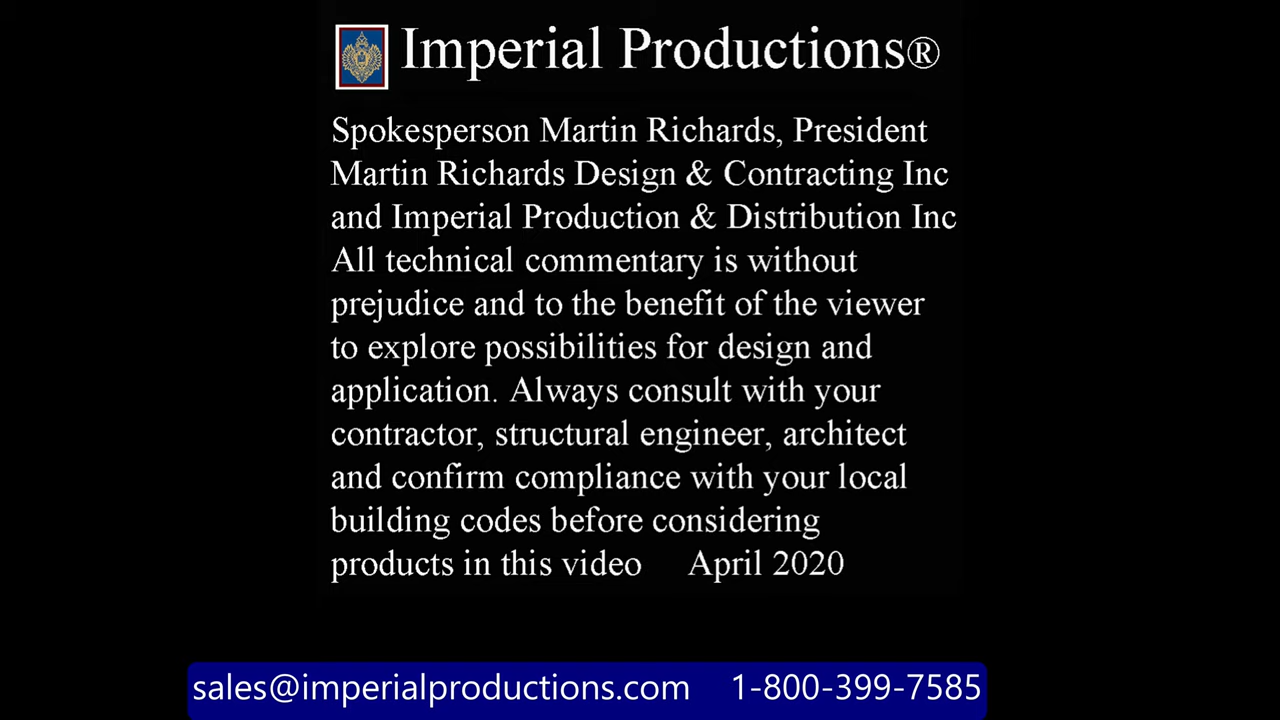 Imperial Productions®
Spokesperson Martin Richards, President
Martin Richards Design & Contracting Inc
and Imperial Production & Distribution Inc
All technical commentary is without
prejudice and to the benefit of the viewer
to explore possibilities for design and
application. Always consult with your
contractor, structural engineer, architect
and confirm compliance with your local
building codes before considering
products in this video April 2020
sales@imperialproductions.com 1-800-399-7585